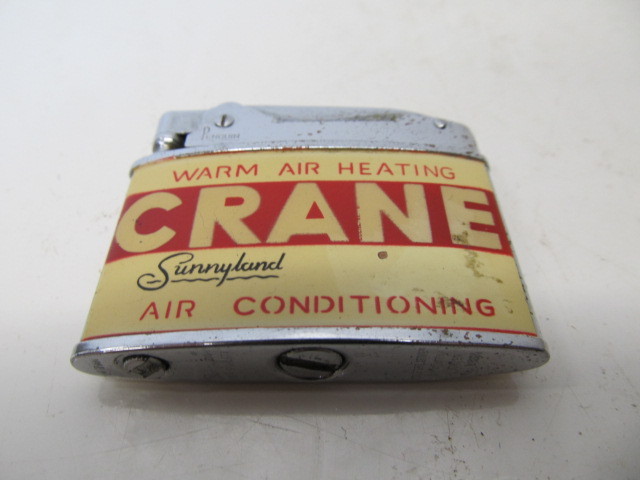 WARM AIR HEATING
CRANE
Sunnyland
AIR CONDITIONING